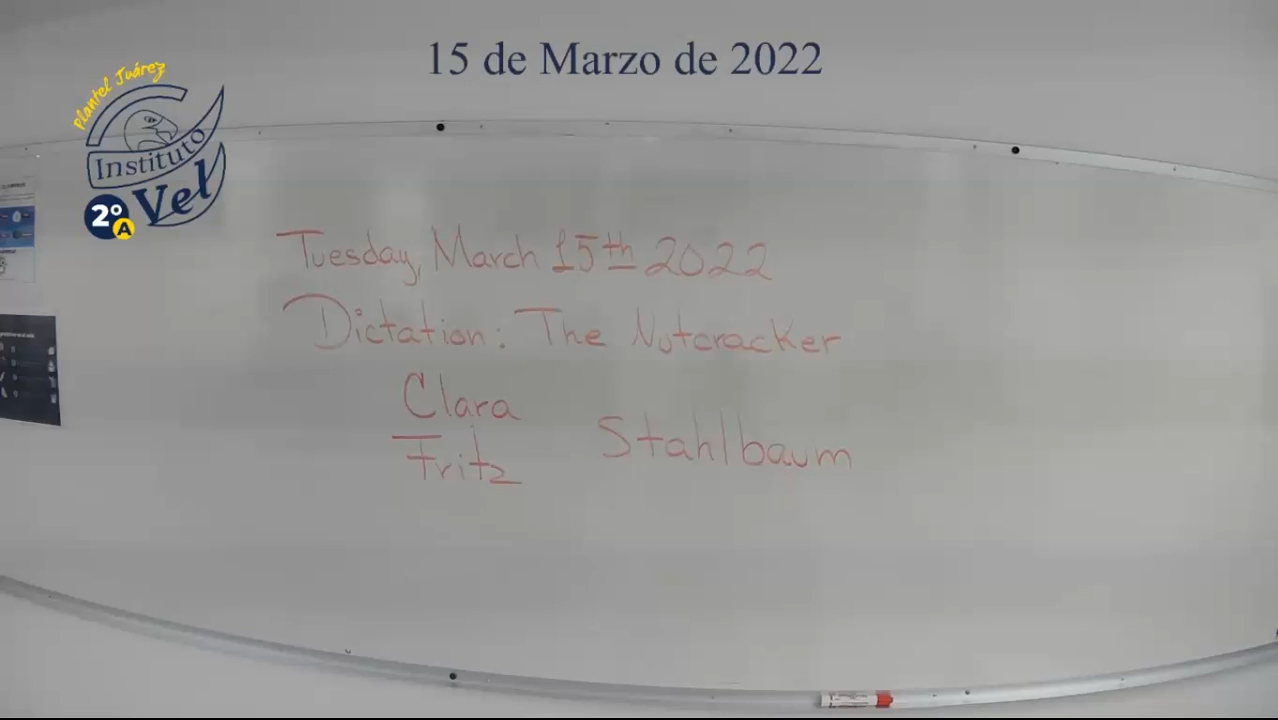 15 de Marzo de 2022
Plantel Juárez
Instituto
Vel
2º
A
Tuesday, March 15th 2022
Dictation: The Nutcracker
Clara
Fritz
Stahlbaum